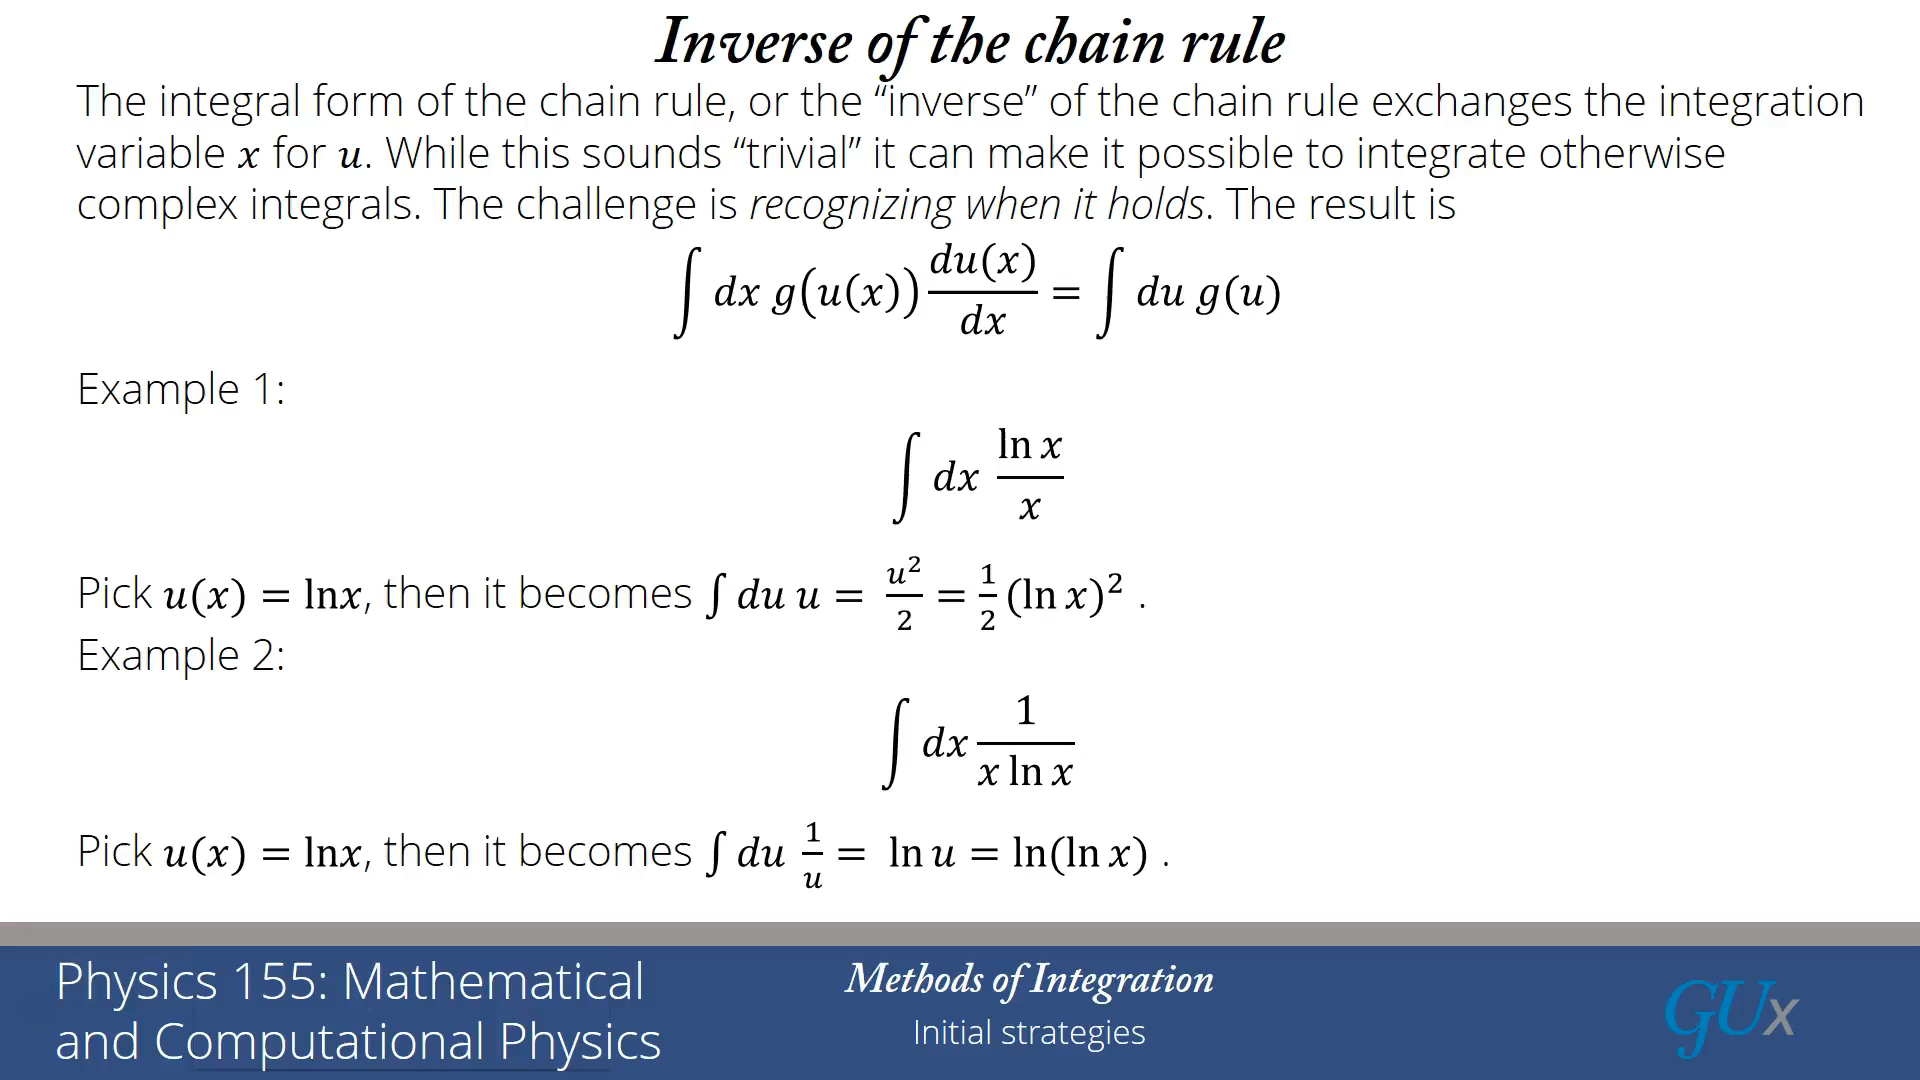 Inverse of the chain rule
The integral form of the chain rule, or the “inverse” of the chain rule exchanges the integration
variable x for u. While this sounds “trivial” it can make it possible to integrate otherwise
complex integrals. The challenge is recognizing when it holds. The result is
∫ dx g(u(x)) du(x)/dx = ∫ du g(u)
Example 1:
∫ dx ln x / x
Pick u(x) = lnx, then it becomes ∫ du u = u²/2 = 1/2 (ln x)² .
Example 2:
∫ dx 1 / x ln x
Pick u(x) = lnx, then it becomes ∫ du 1/u = ln u = ln(ln x) .
Physics 155: Mathematical
and Computational Physics
Methods of Integration
Initial strategies
GUx